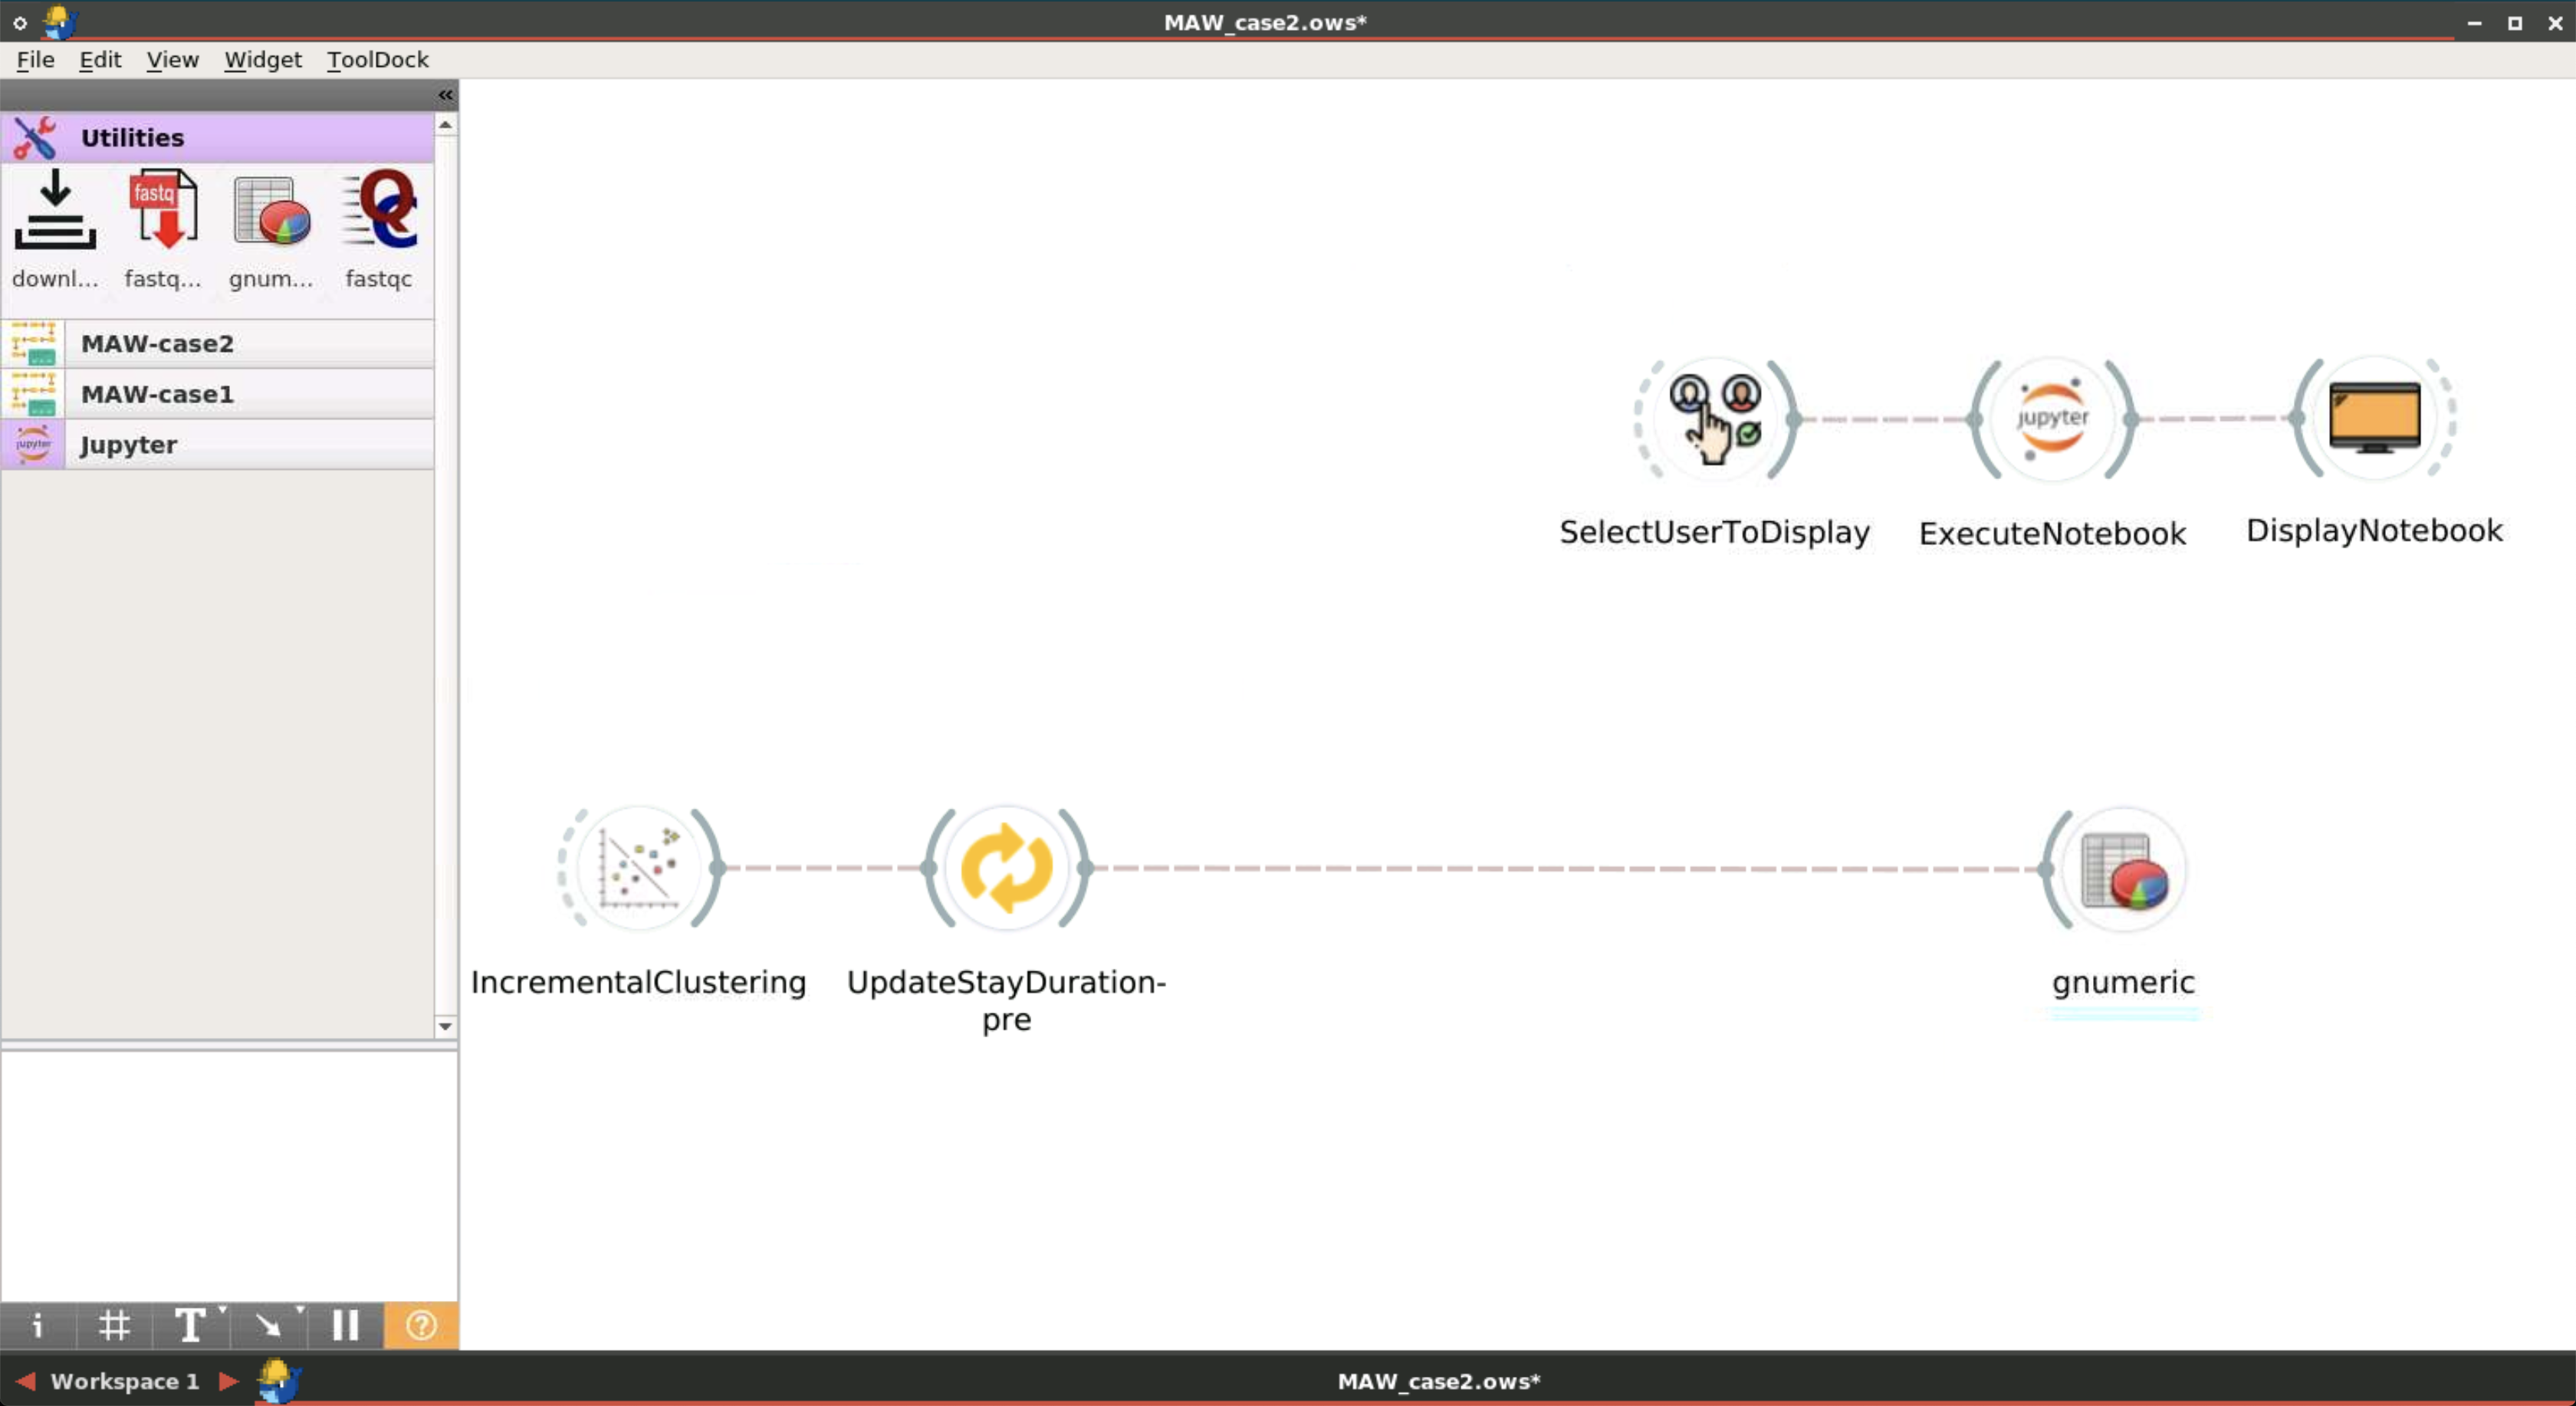 MAW_case2.ows*
File Edit View Widget ToolDock
Utilities
fastq
downl... fastq... gnum... fastqc
MAW-case2
MAW-case1
jupyter
Jupyter
jupyter
SelectUserToDisplay ExecuteNotebook DisplayNotebook
IncrementalClustering UpdateStayDuration-
pre
gnumeric
Workspace 1 MAW_case2.ows*